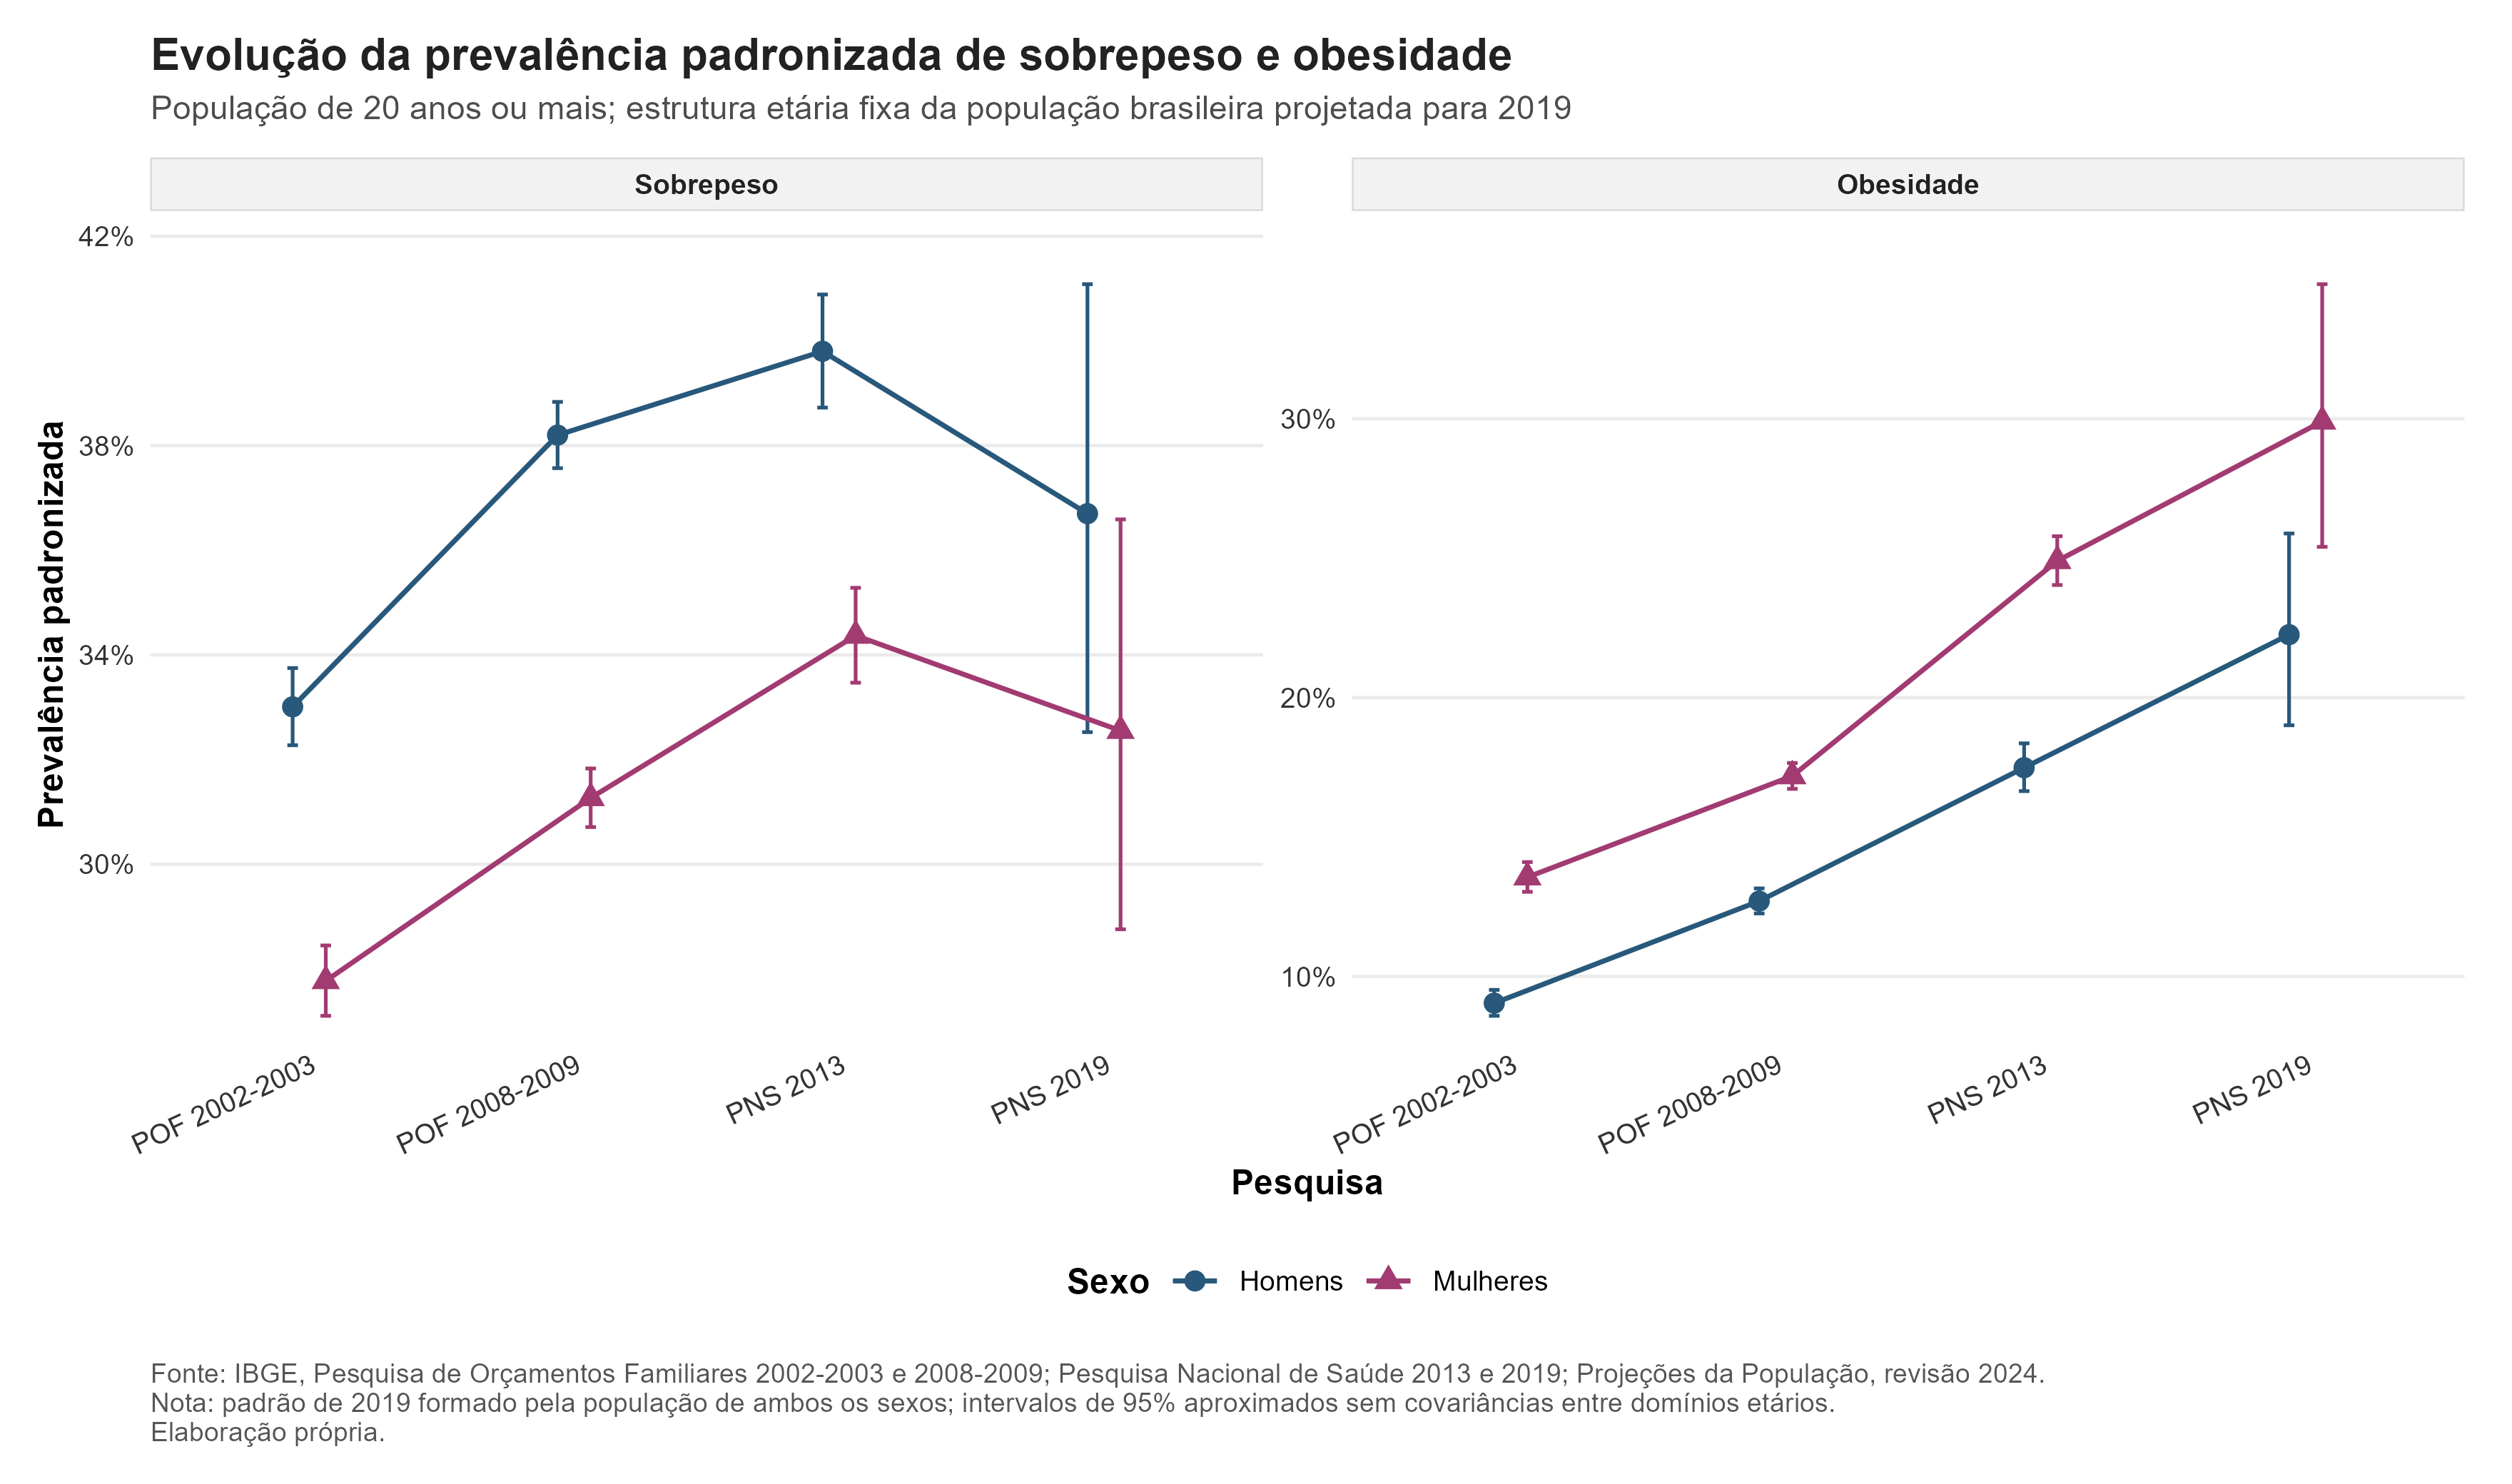 Evolução da prevalência padronizada de sobrepeso e obesidade
População de 20 anos ou mais; estrutura etária fixa da população brasileira projetada para 2019
Sobrepeso
Obesidade
Prevalência padronizada
42%
38%
34%
30%
30%
20%
10%
POF 2002-2003
POF 2008-2009
PNS 2013
PNS 2019
POF 2002-2003
POF 2008-2009
PNS 2013
PNS 2019
Pesquisa
Sexo Homens Mulheres
Fonte: IBGE, Pesquisa de Orçamentos Familiares 2002-2003 e 2008-2009; Pesquisa Nacional de Saúde 2013 e 2019; Projeções da População, revisão 2024.
Nota: padrão de 2019 formado pela população de ambos os sexos; intervalos de 95% aproximados sem covariâncias entre domínios etários.
Elaboração própria.